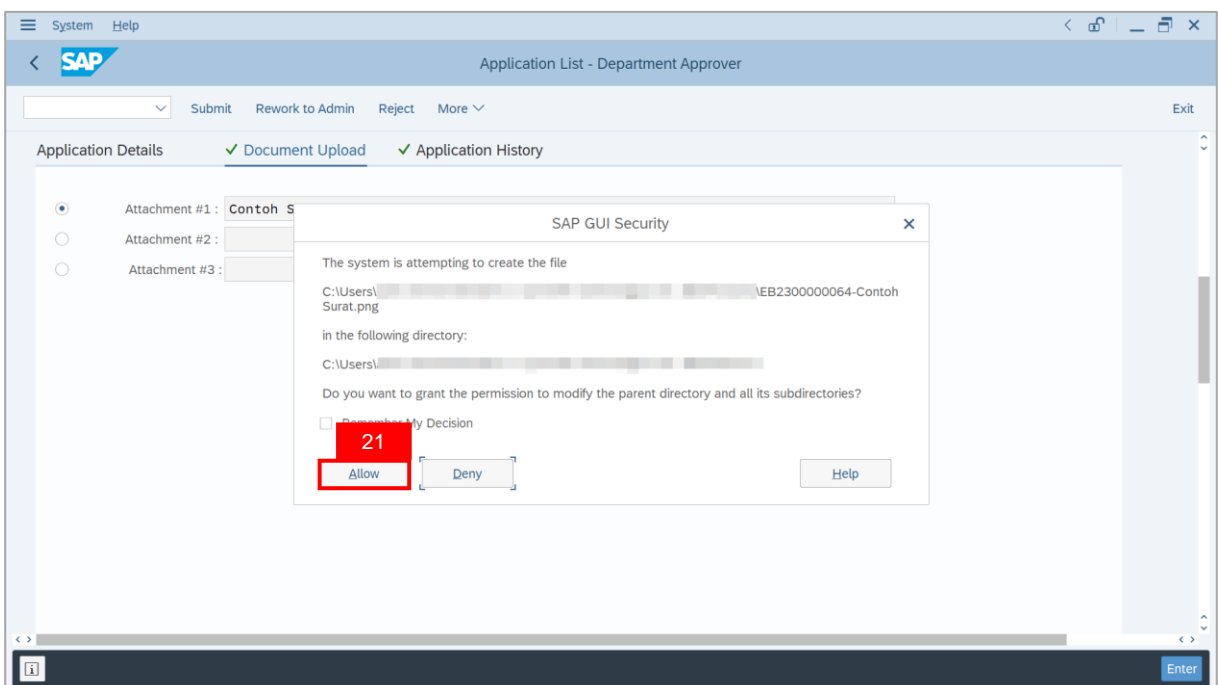 System Help
SAP
Application List - Department Approver
Submit Rework to Admin Reject More Exit
Application Details Document Upload Application History
Attachment #1 : Contoh S
Attachment #2 :
Attachment #3 :
SAP GUI Security
The system is attempting to create the file
C:\Users\ \EB2300000064-Contoh
Surat.png
in the following directory:
C:\Users\
Do you want to grant the permission to modify the parent directory and all its subdirectories?
Remember My Decision
21
Allow Deny Help
Enter